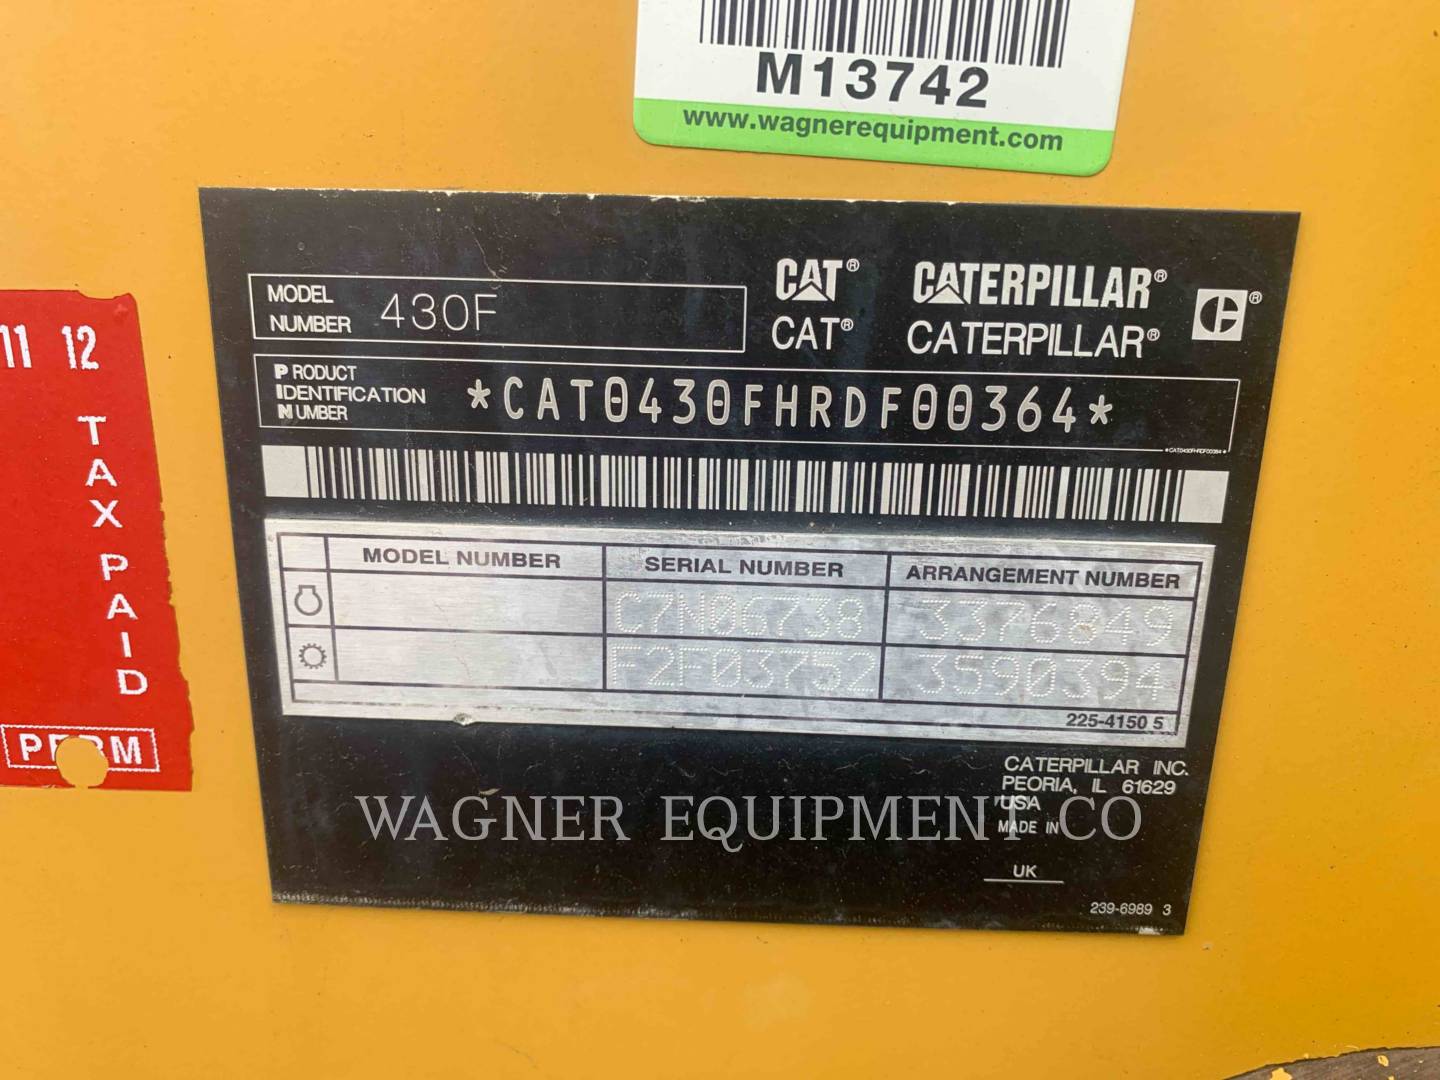 M13742
www.wagnerequipment.com
MODEL NUMBER 430F
CAT® CATERPILLAR® ®
CAT® CATERPILLAR®
PRODUCT IDENTIFICATION NUMBER *CAT0430FHRDF00364*
*CAT0430FHRDF00364*
MODEL NUMBER SERIAL NUMBER ARRANGEMENT NUMBER
C7N06738 3376849
F2F03752 3590394
225-4150 5
CATERPILLAR INC.
PEORIA, IL 61629
USA
MADE IN
UK
239-6989 3
WAGNER EQUIPMENT CO
11 12
TAX PAID
PERM